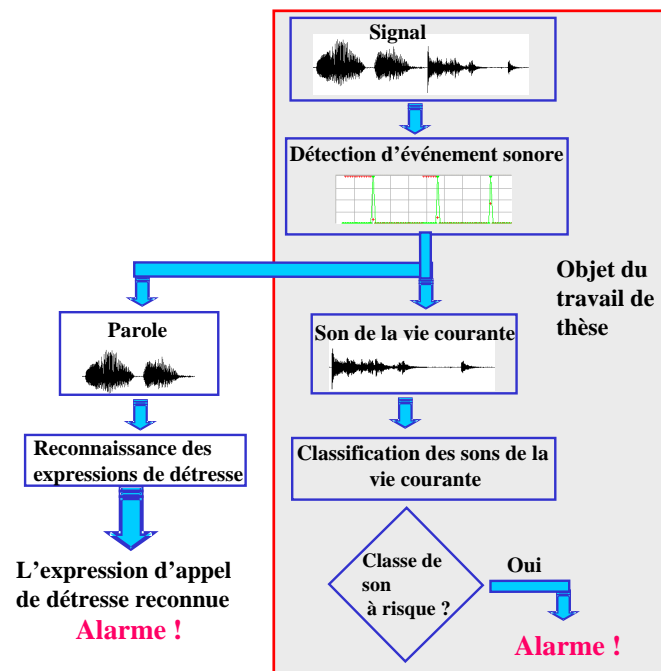 Signal
Détection d'événement sonore
Objet du
travail de
thèse
Parole
Son de la vie courante
Reconnaissance des
expressions de détresse
Classification des sons de la
vie courante
L'expression d'appel
de détresse reconnue
Alarme !
Classe de
son
à risque ?
Oui
Alarme !